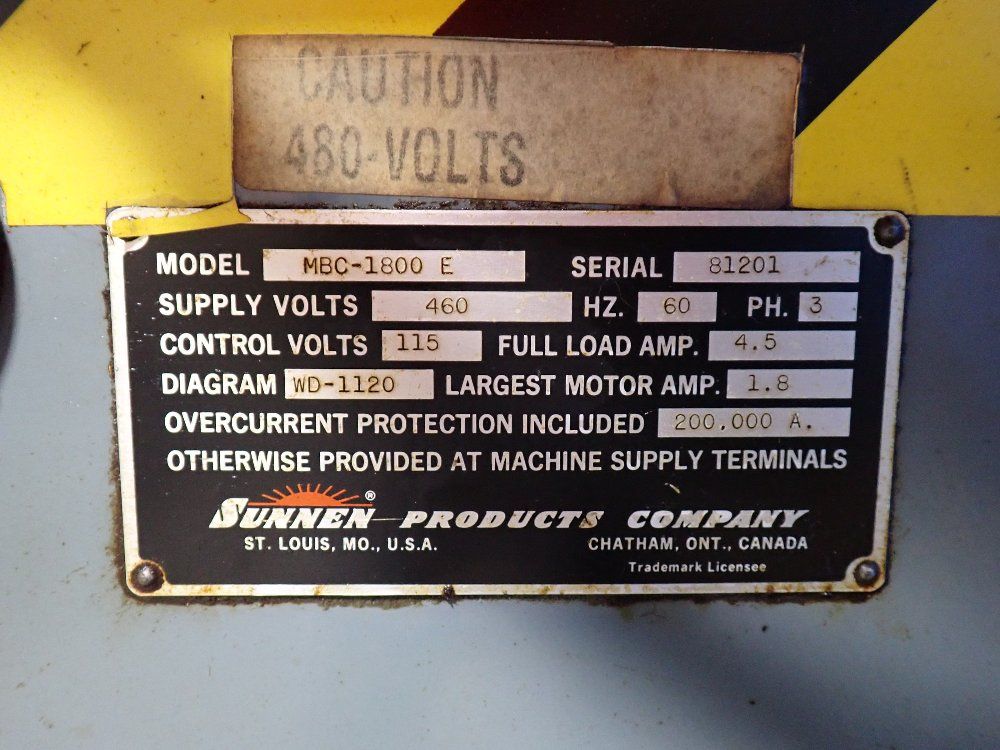 CAUTION
480-VOLTS
MODEL MBC-1800 E SERIAL 81201
SUPPLY VOLTS 460 HZ. 60 PH. 3
CONTROL VOLTS 115 FULL LOAD AMP. 4.5
DIAGRAM WD-1120 LARGEST MOTOR AMP. 1.8
OVERCURRENT PROTECTION INCLUDED 200.000 A.
OTHERWISE PROVIDED AT MACHINE SUPPLY TERMINALS
SUNNEN® PRODUCTS COMPANY
ST. LOUIS, MO., U.S.A. CHATHAM, ONT., CANADA
Trademark Licensee